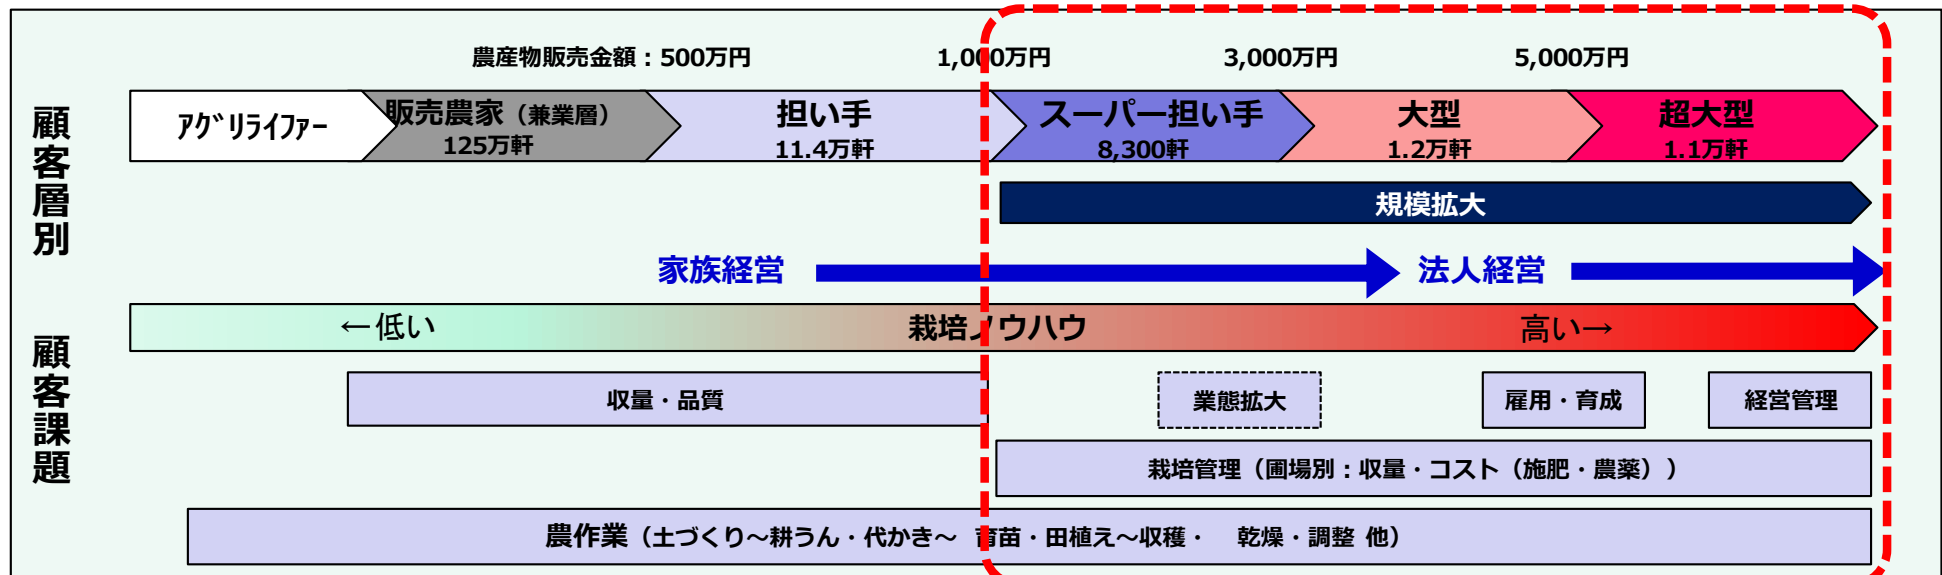 農産物販売金額：500万円 1,000万円 3,000万円 5,000万円
顧客層別
ｱｸﾞﾘﾗｲﾌｧｰ
販売農家（兼業層）
125万軒
担い手
11.4万軒
スーパー担い手
8,300軒
大型
1.2万軒
超大型
1.1万軒
規模拡大
家族経営 法人経営
←低い 栽培ノウハウ 高い→
顧客課題
収量・品質 業態拡大 雇用・育成 経営管理
栽培管理（圃場別：収量・コスト（施肥・農薬））
農作業（土づくり～耕うん・代かき～ 育苗・田植え～収穫・ 乾燥・調整 他）